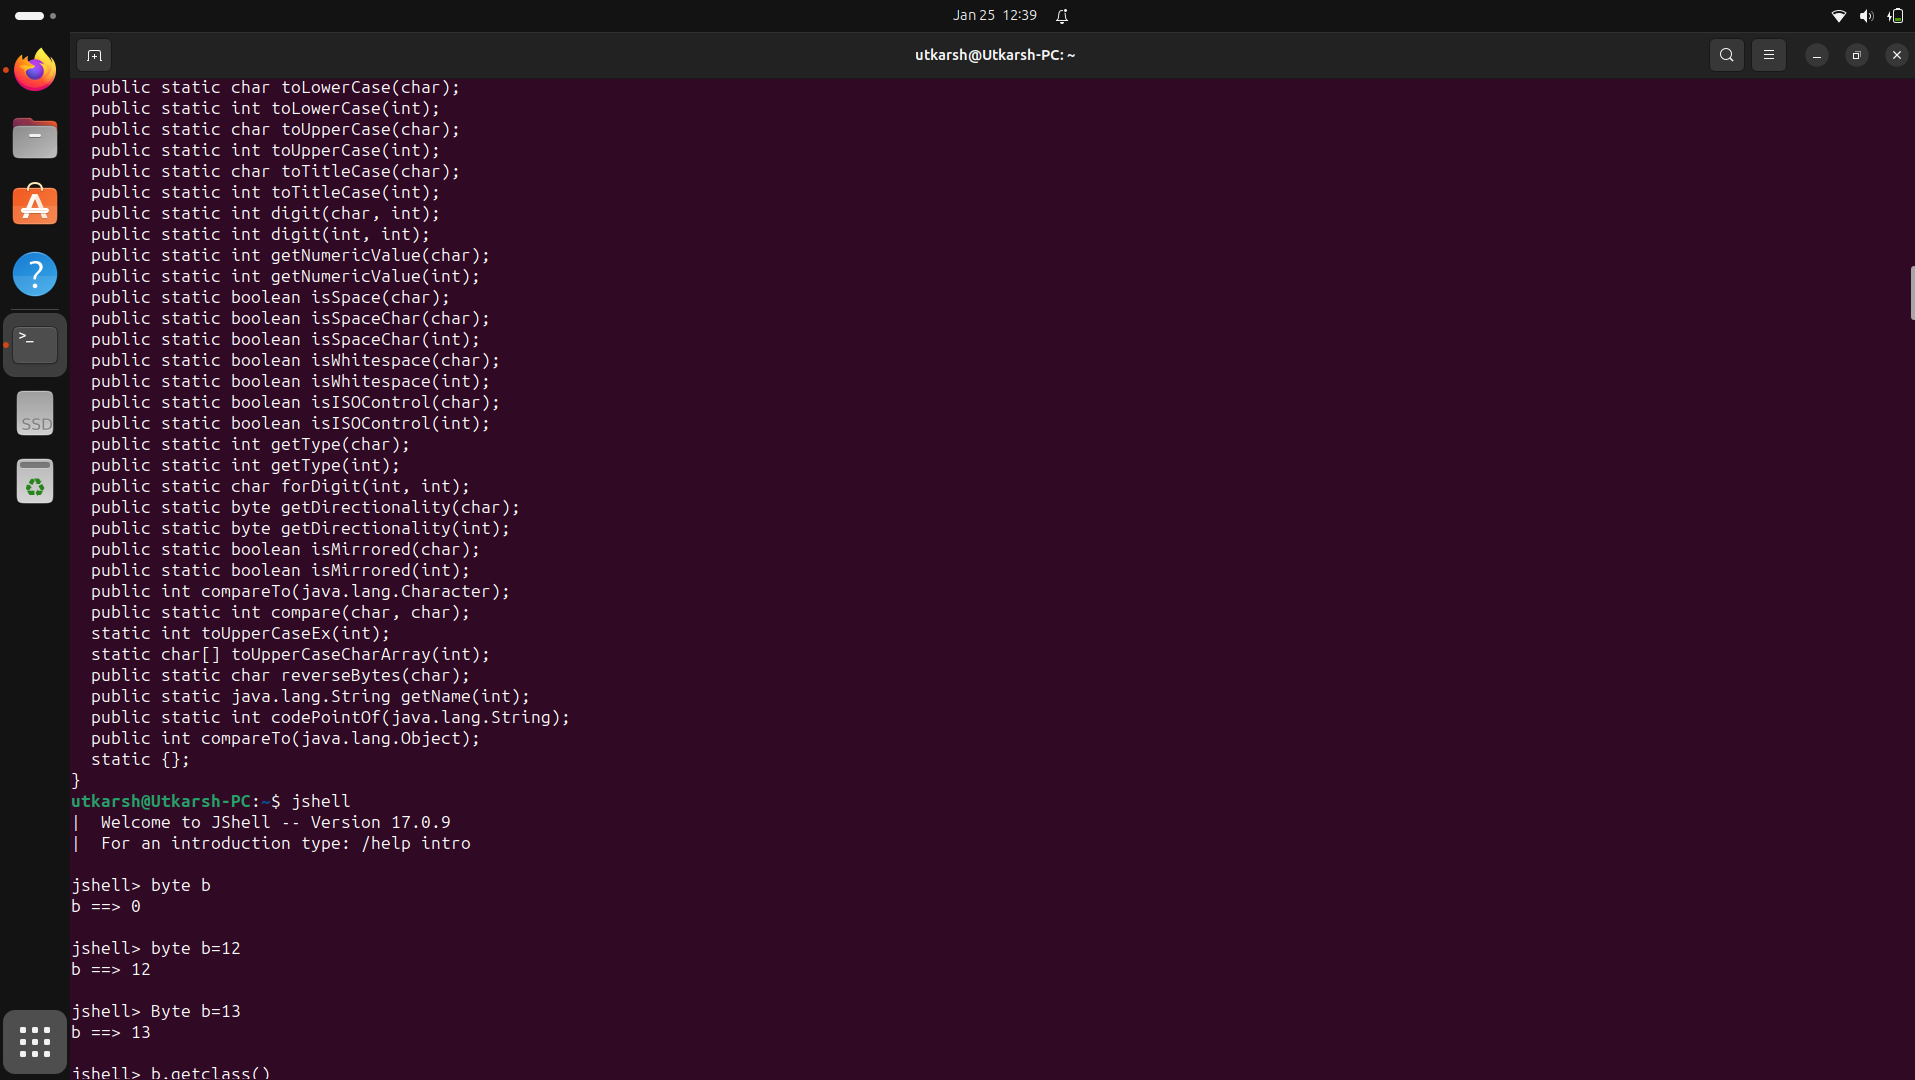 Jan 25 12:39
utkarsh@Utkarsh-PC: ~
public static char toLowerCase(char);
public static int toLowerCase(int);
public static char toUpperCase(char);
public static int toUpperCase(int);
public static char toTitleCase(char);
public static int toTitleCase(int);
public static int digit(char, int);
public static int digit(int, int);
public static int getNumericValue(char);
public static int getNumericValue(int);
public static boolean isSpace(char);
public static boolean isSpaceChar(char);
public static boolean isSpaceChar(int);
public static boolean isWhitespace(char);
public static boolean isWhitespace(int);
public static boolean isISOControl(char);
public static boolean isISOControl(int);
public static int getType(char);
public static int getType(int);
public static char forDigit(int, int);
public static byte getDirectionality(char);
public static byte getDirectionality(int);
public static boolean isMirrored(char);
public static boolean isMirrored(int);
public int compareTo(java.lang.Character);
public static int compare(char, char);
static int toUpperCaseEx(int);
static char[] toUpperCaseCharArray(int);
public static char reverseBytes(char);
public static java.lang.String getName(int);
public static int codePointOf(java.lang.String);
public int compareTo(java.lang.Object);
static {};
}
utkarsh@Utkarsh-PC:~$ jshell
|  Welcome to JShell -- Version 17.0.9
|  For an introduction type: /help intro
jshell> byte b
b ==> 0
jshell> byte b=12
b ==> 12
jshell> Byte b=13
b ==> 13
jshell> b.getclass()
SSD